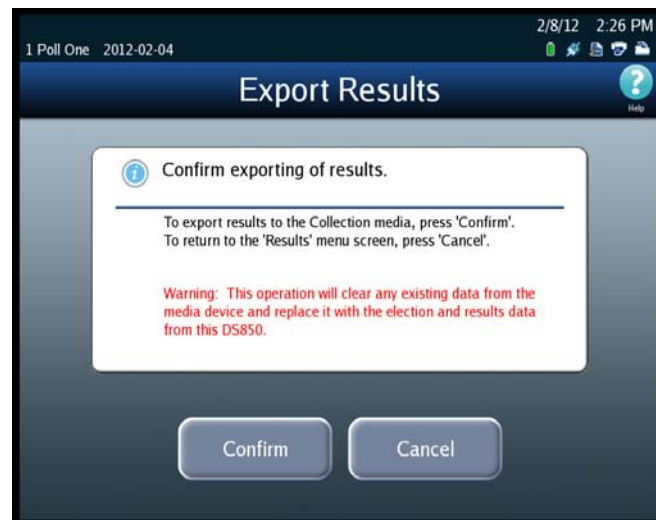 2/8/12 2:26 PM
1 Poll One 2012-02-04
Export Results
Help
Confirm exporting of results.
To export results to the Collection media, press 'Confirm'.
To return to the 'Results' menu screen, press 'Cancel'.
Warning: This operation will clear any existing data from the
media device and replace it with the election and results data
from this DS850.
Confirm Cancel